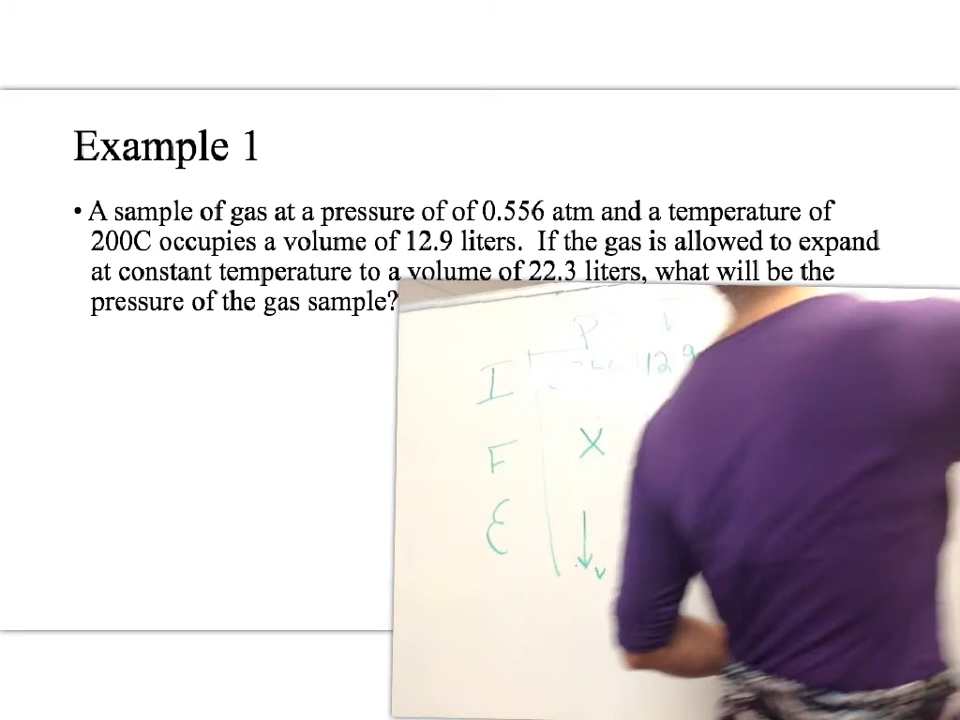 Example 1
• A sample of gas at a pressure of of 0.556 atm and a temperature of
200C occupies a volume of 12.9 liters. If the gas is allowed to expand
at constant temperature to a volume of 22.3 liters, what will be the
pressure of the gas sample?
P V
I 12.9
F X
E ↓v